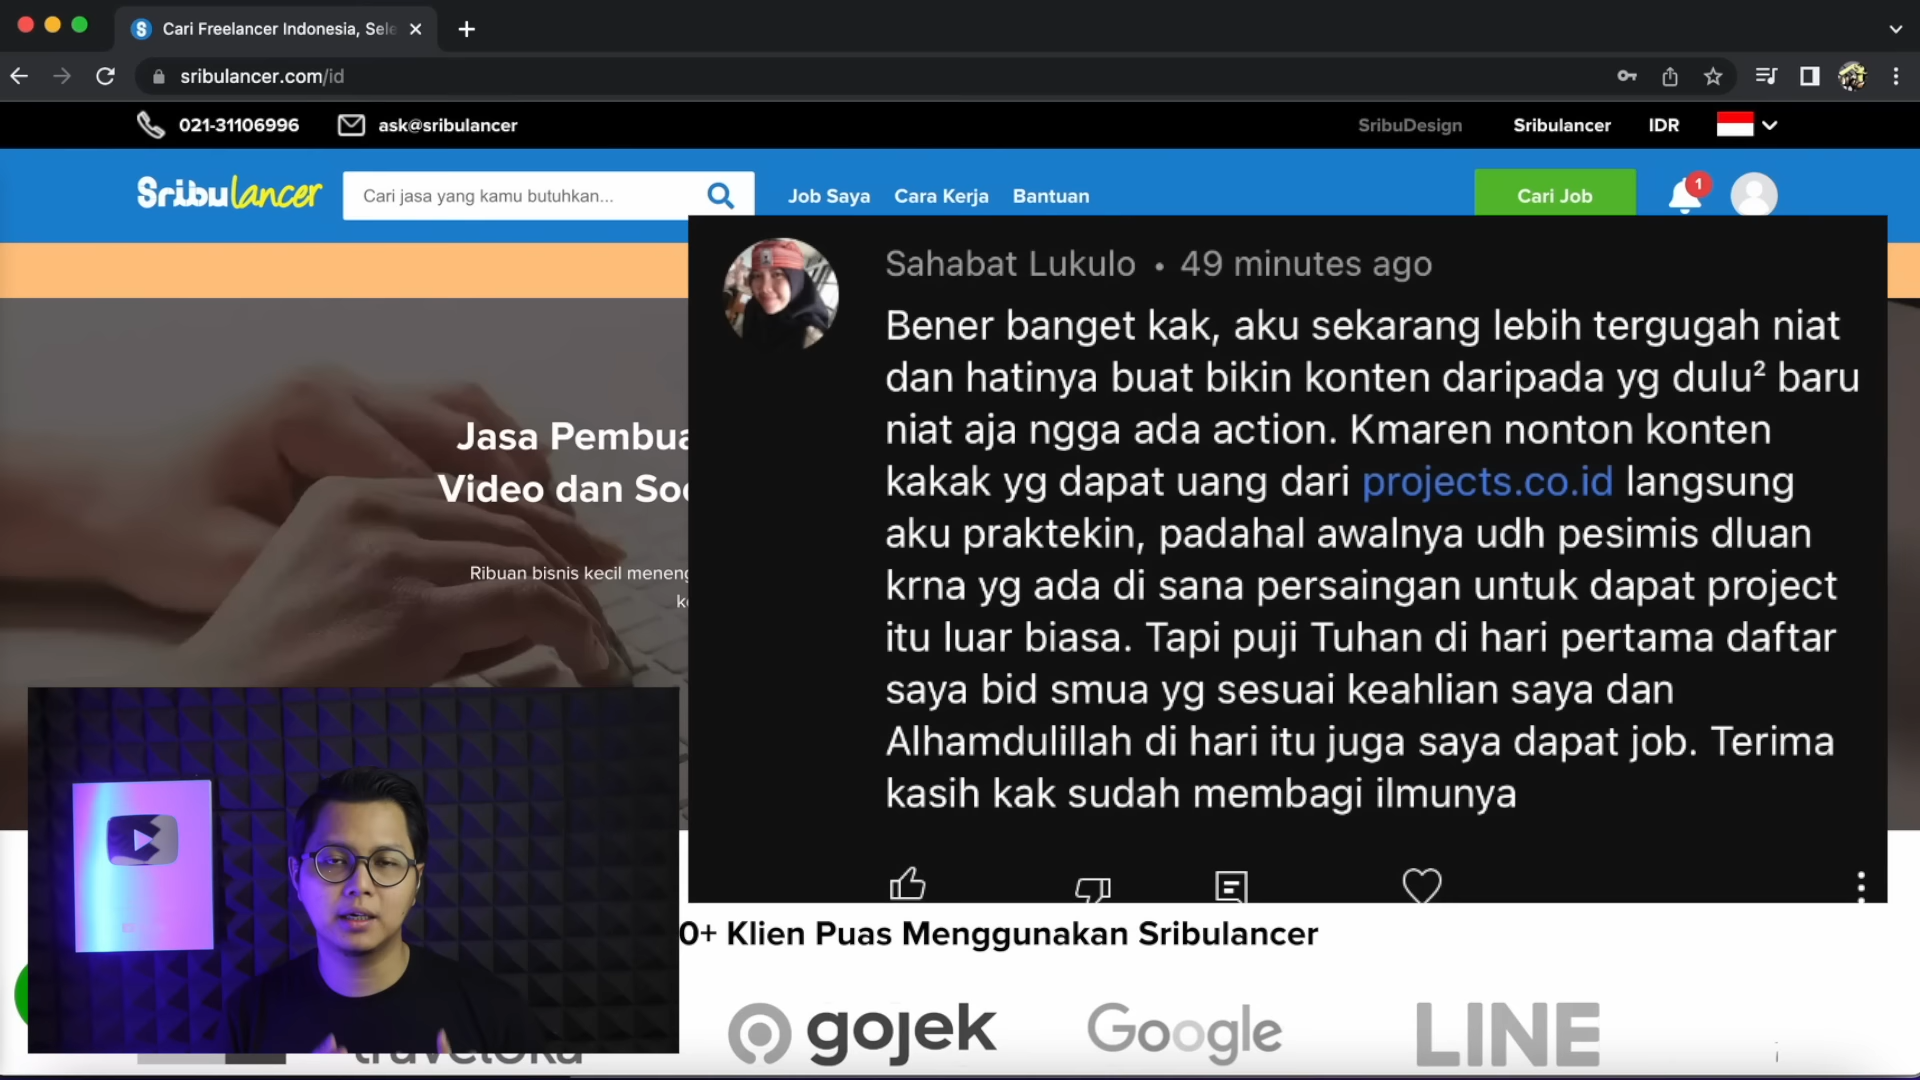 Cari Freelancer Indonesia, Sele
sribulancer.com/id
021-31106996
ask@sribulancer
SribuDesign
Sribulancer
IDR
Sribulancer
Cari jasa yang kamu butuhkan...
Job Saya
Cara Kerja
Bantuan
Cari Job
1
Jasa Pembua
Video dan So
Ribuan bisnis kecil meneng
Sahabat Lukulo • 49 minutes ago
Bener banget kak, aku sekarang lebih tergugah niat
dan hatinya buat bikin konten daripada yg dulu² baru
niat aja ngga ada action. Kmaren nonton konten
kakak yg dapat uang dari projects.co.id langsung
aku praktekin, padahal awalnya udh pesimis dluan
krna yg ada di sana persaingan untuk dapat project
itu luar biasa. Tapi puji Tuhan di hari pertama daftar
saya bid smua yg sesuai keahlian saya dan
Alhamdulillah di hari itu juga saya dapat job. Terima
kasih kak sudah membagi ilmunya
0+ Klien Puas Menggunakan Sribulancer
traveloka
gojek
Google
LINE